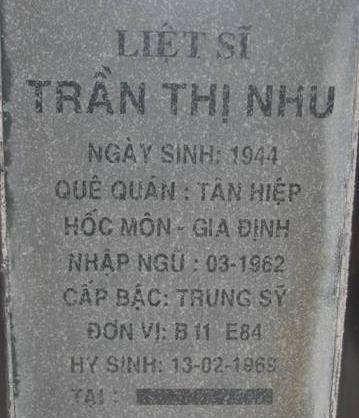 LIỆT SĨ
TRẦN THỊ NHU
NGÀY SINH: 1944
QUÊ QUÁN : TÂN HIỆP
HỐC MÔN - GIA ĐỊNH
NHẬP NGŨ : 03-1962
CẤP BẬC: TRUNG SỸ
ĐƠN VỊ: B 11 E84
HY SINH: 13-02-1969
TẠI :